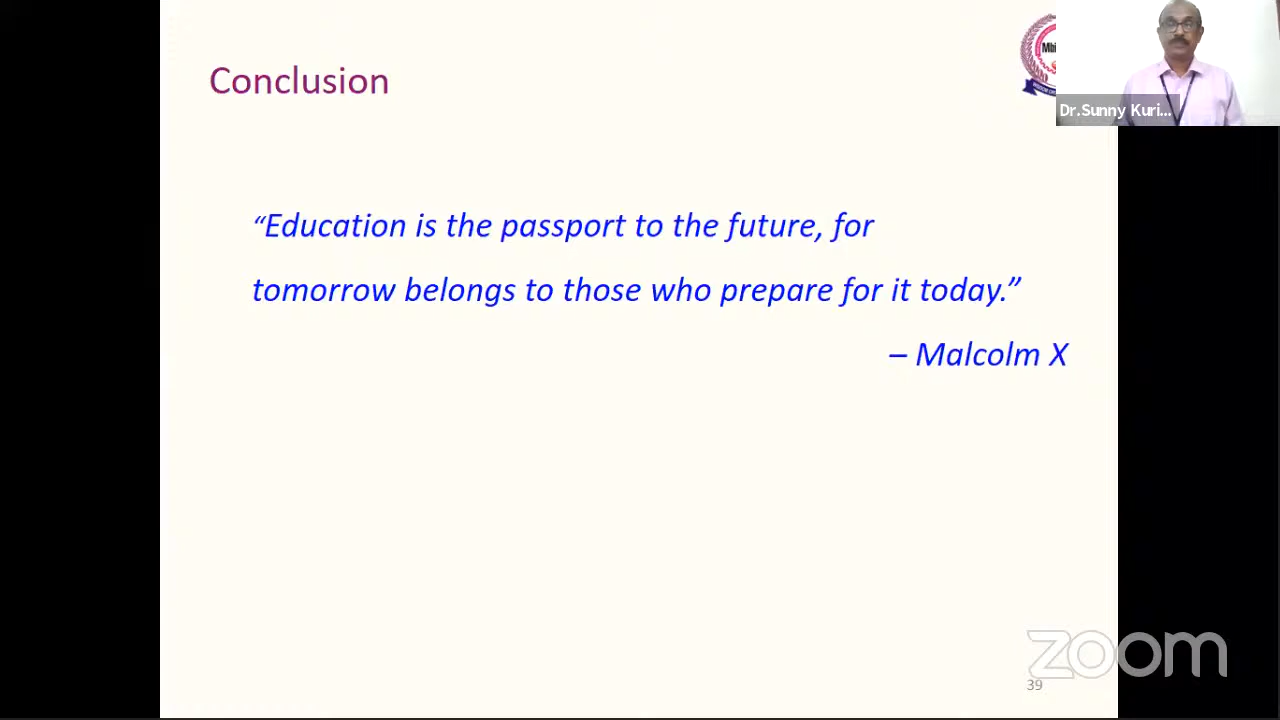 Conclusion
Dr.Sunny Kuri...
“Education is the passport to the future, for
tomorrow belongs to those who prepare for it today.”
– Malcolm X
zoom
39